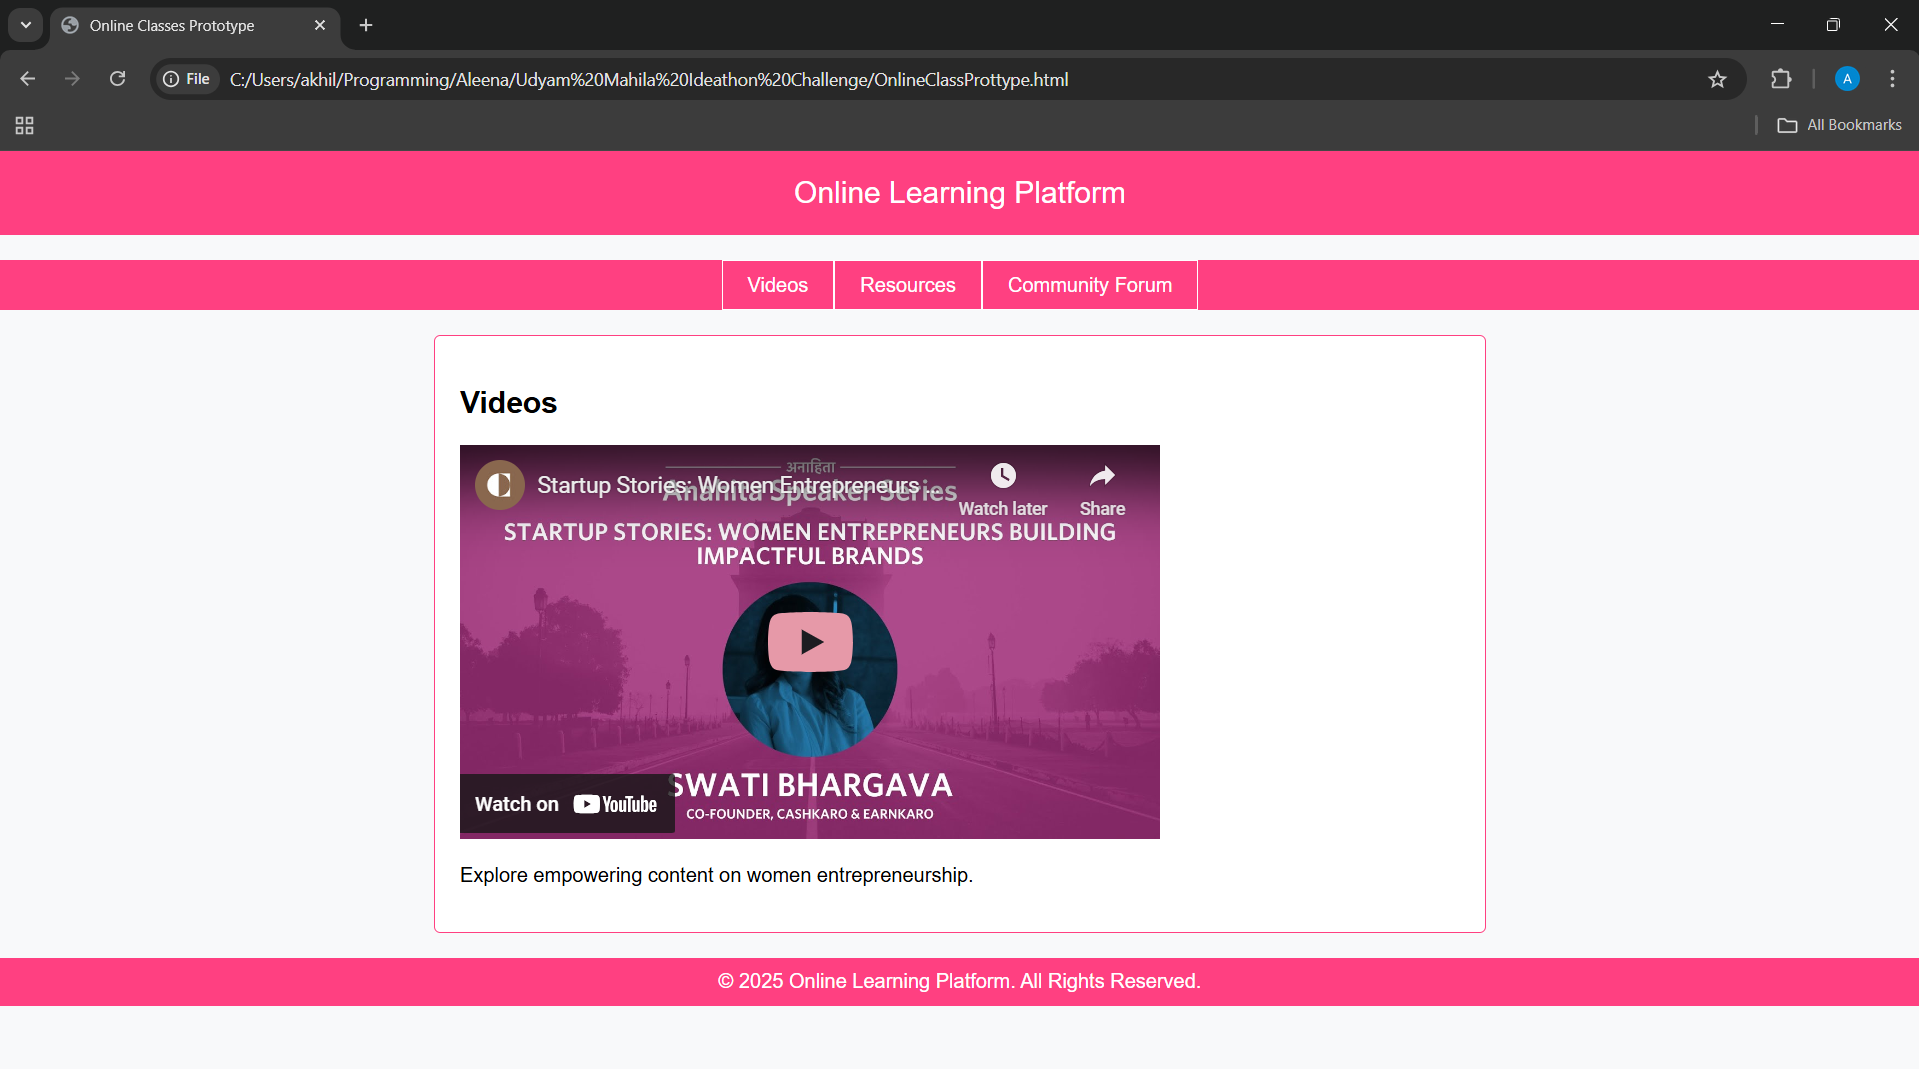 Online Classes Prototype
File C:/Users/akhil/Programming/Aleena/Udyam%20Mahila%20Ideathon%20Challenge/OnlineClassProttype.html
A
All Bookmarks
Online Learning Platform
Videos Resources Community Forum
Videos
अनाहिता
Startup Stories: Women Entrepreneurs ...
Anahita Speaker Series
Watch later Share
STARTUP STORIES: WOMEN ENTREPRENEURS BUILDING
IMPACTFUL BRANDS
SWATI BHARGAVA
Watch on YouTube
CO-FOUNDER, CASHKARO & EARNKARO
Explore empowering content on women entrepreneurship.
© 2025 Online Learning Platform. All Rights Reserved.